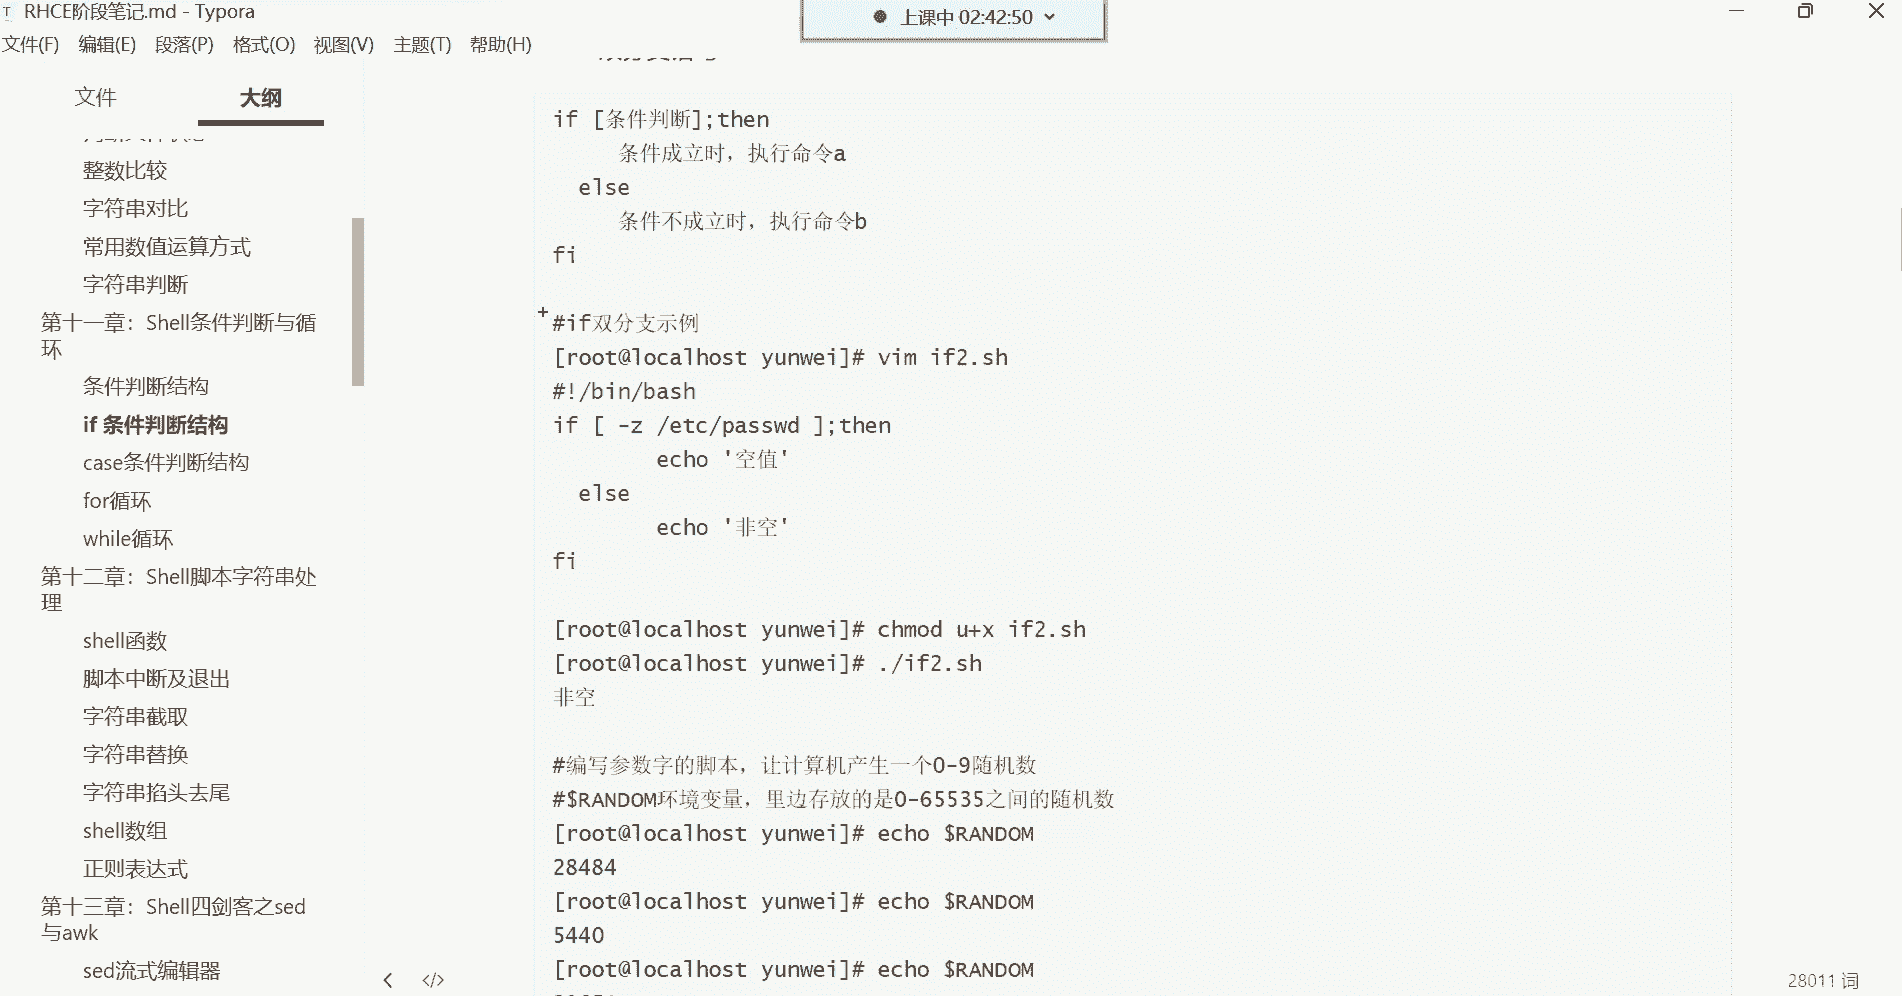 RHCE阶段笔记.md - Typora
上课中 02:42:50
文件(F) 编辑(E) 段落(P) 格式(O) 视图(V) 主题(T) 帮助(H)
文件 大纲
整数比较
字符串对比
常用数值运算方式
字符串判断
第十一章：Shell条件判断与循
环
条件判断结构
if 条件判断结构
case条件判断结构
for循环
while循环
第十二章：Shell脚本字符串处
理
shell函数
脚本中断及退出
字符串截取
字符串替换
字符串掐头去尾
shell数组
正则表达式
第十三章：Shell四剑客之sed
与awk
sed流式编辑器
if [条件判断];then
条件成立时，执行命令a
else
条件不成立时，执行命令b
fi
#if双分支示例
[root@localhost yunwei]# vim if2.sh
#!/bin/bash
if [ -z /etc/passwd ];then
echo '空值'
else
echo '非空'
fi
[root@localhost yunwei]# chmod u+x if2.sh
[root@localhost yunwei]# ./if2.sh
非空
#编写参数字的脚本，让计算机产生一个0-9随机数
#$RANDOM环境变量，里边存放的是0-65535之间的随机数
[root@localhost yunwei]# echo $RANDOM
28484
[root@localhost yunwei]# echo $RANDOM
5440
[root@localhost yunwei]# echo $RANDOM
28011 词